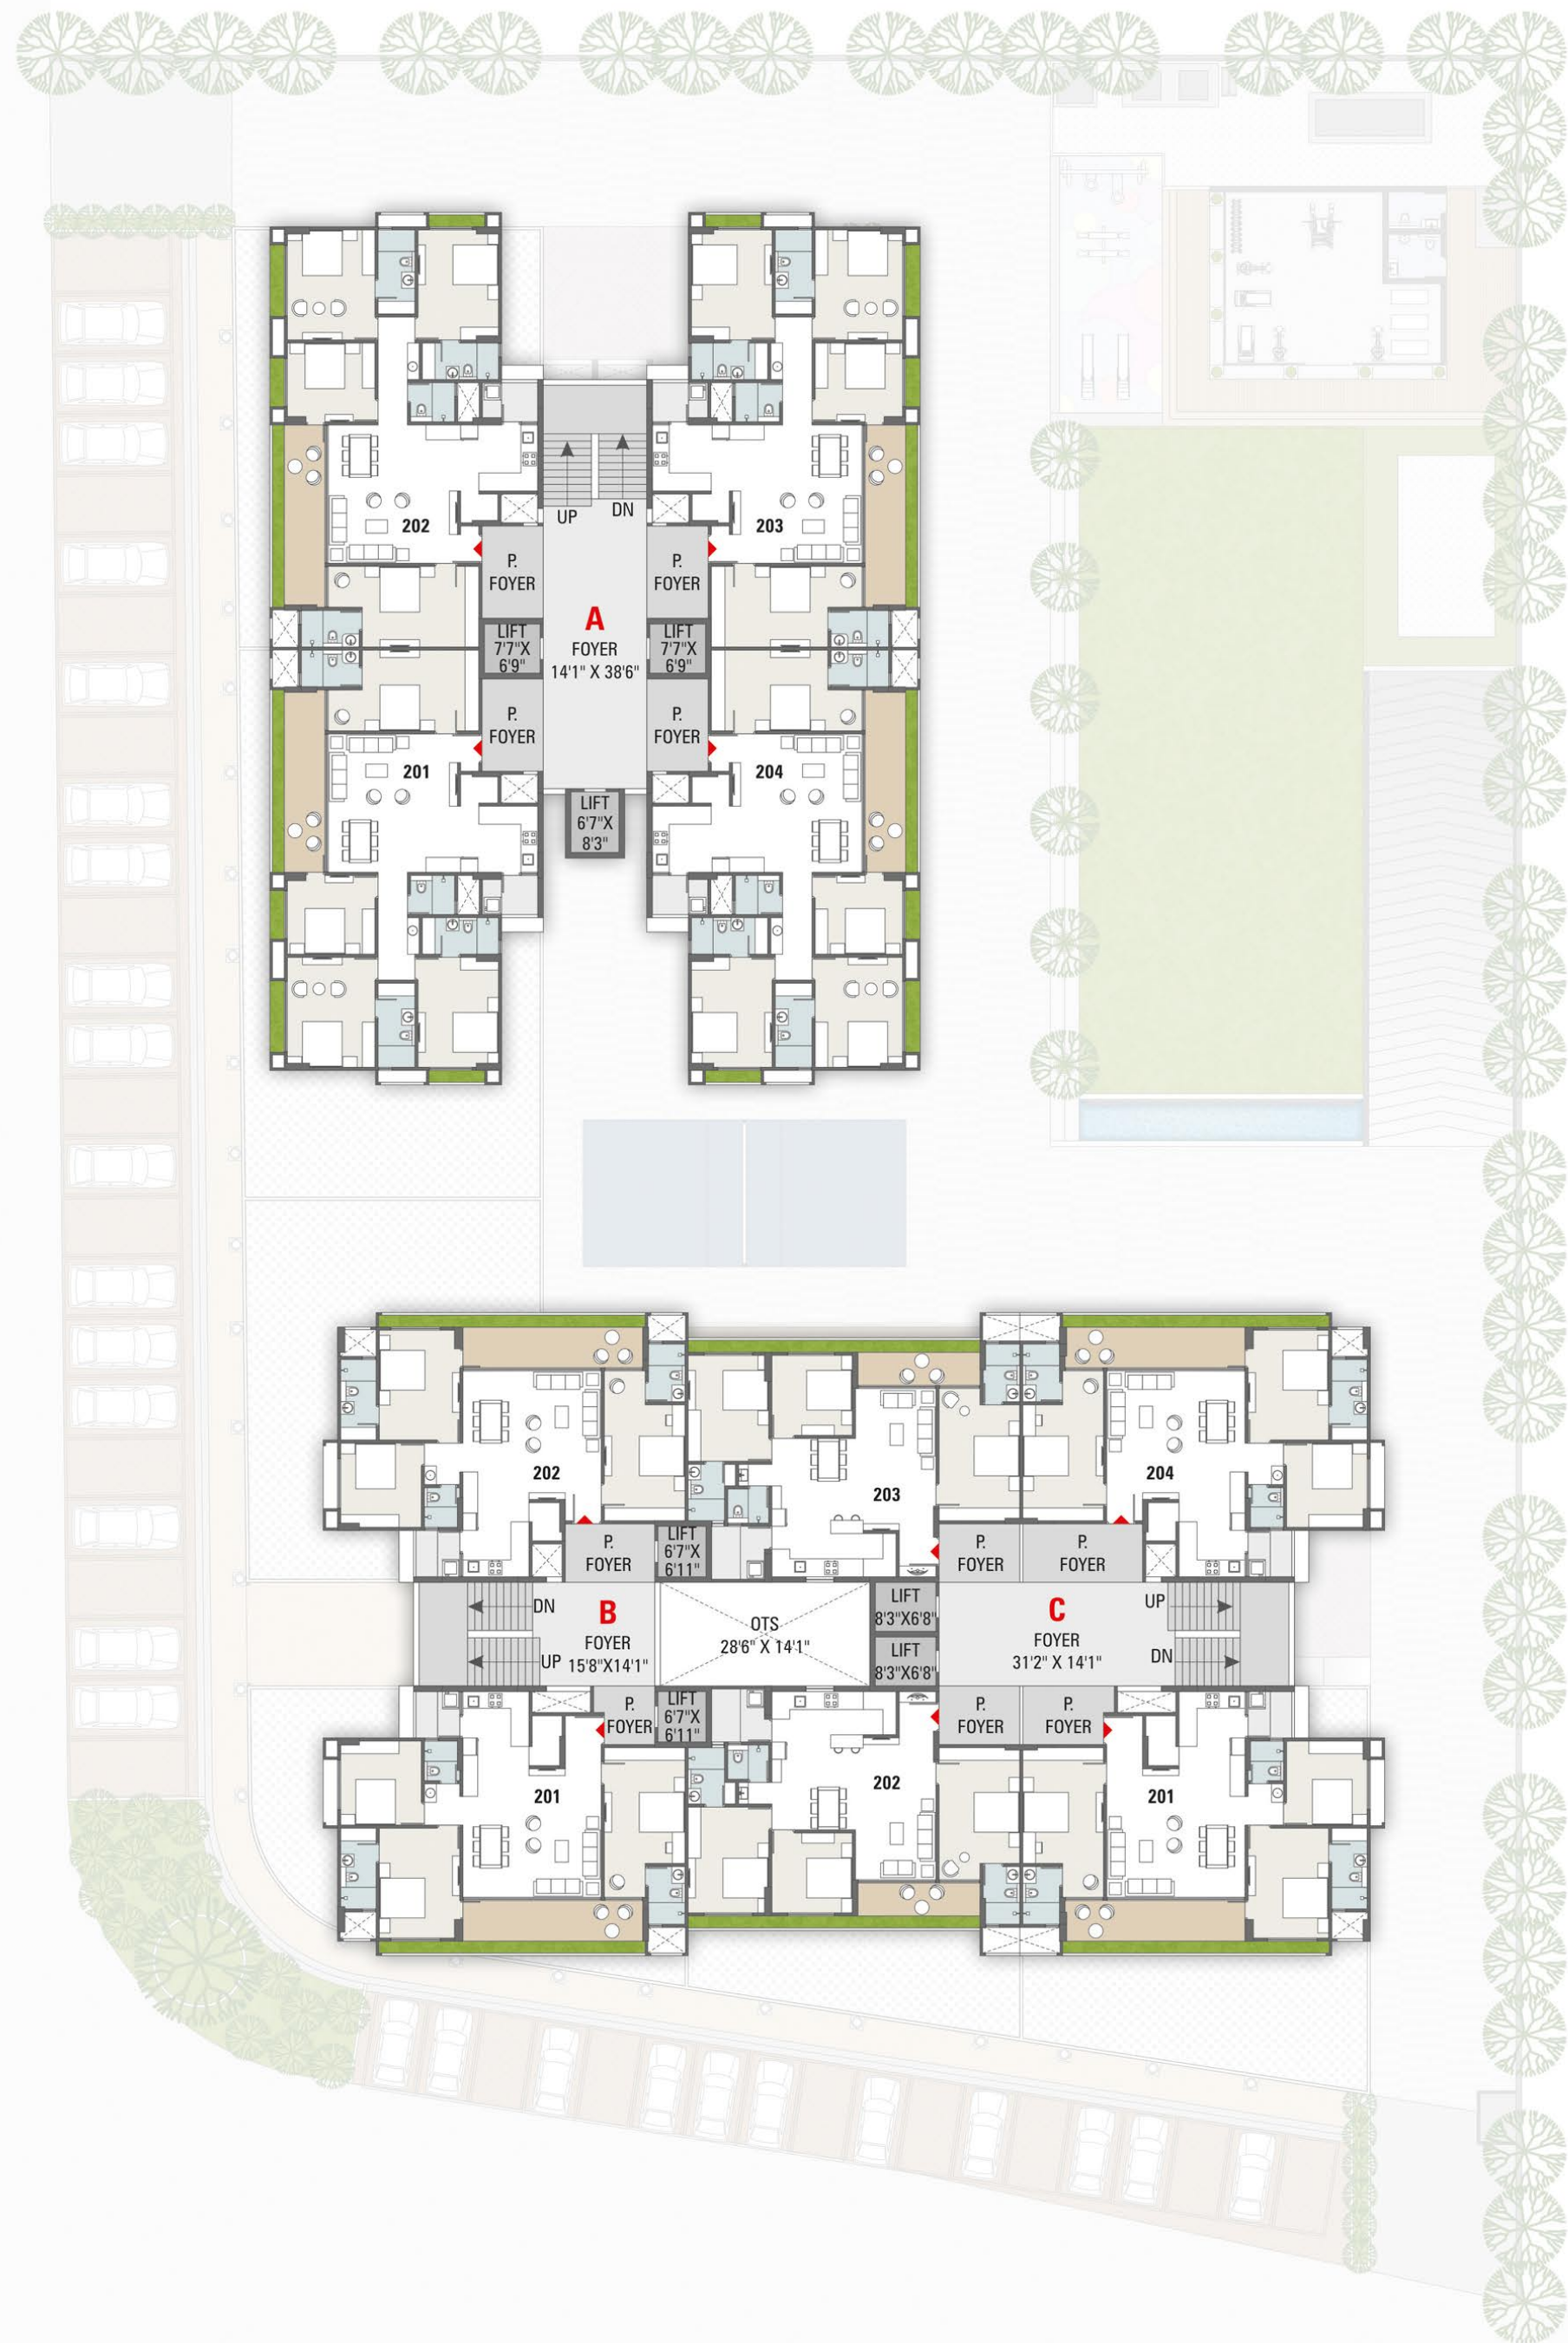 UP
DN
202
203
P.
FOYER
P.
FOYER
LIFT
7'7"X
6'9"
A
FOYER
14'1" X 38'6"
LIFT
7'7"X
6'9"
P.
FOYER
P.
FOYER
201
204
LIFT
6'7"X
8'3"
202
203
204
P.
FOYER
LIFT
6'7"X
6'11"
P.
FOYER
P.
FOYER
DN
UP
B
FOYER
15'8"X14'1"
OTS
28'6" X 14'1"
LIFT
8'3"X6'8"
LIFT
8'3"X6'8"
C
FOYER
31'2" X 14'1"
UP
DN
P.
FOYER
LIFT
6'7"X
6'11"
P.
FOYER
P.
FOYER
201
202
201